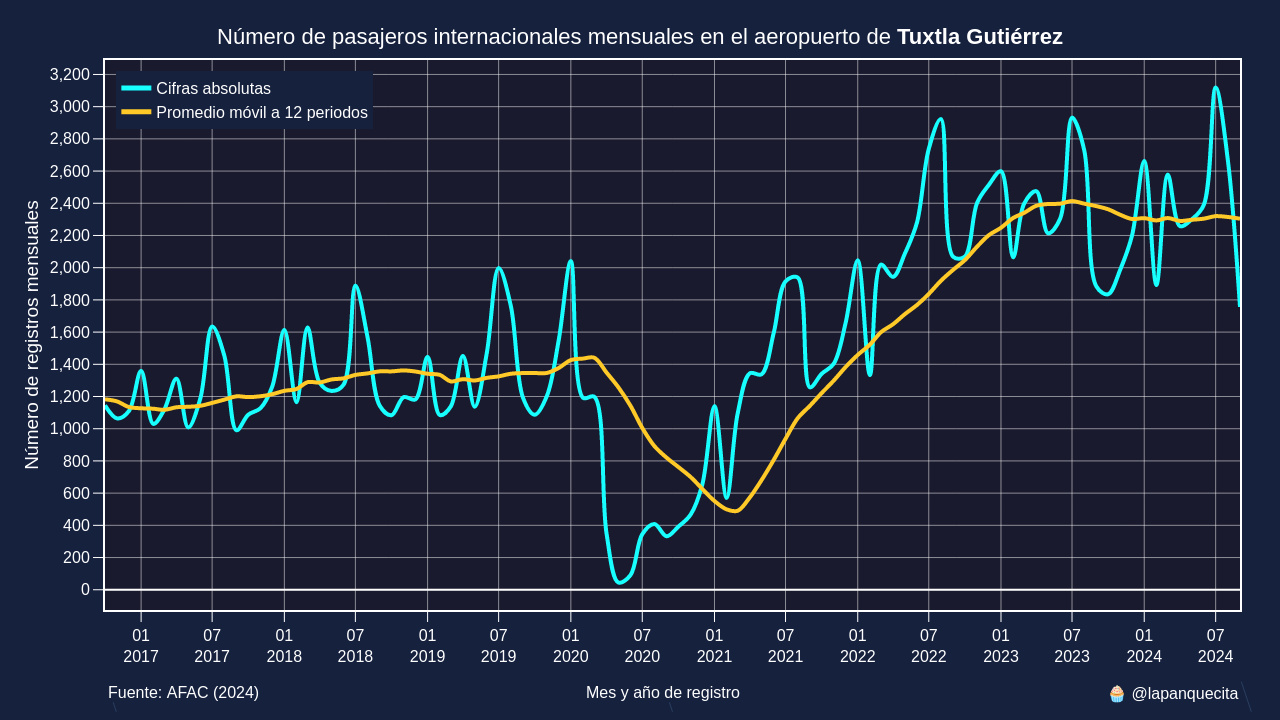 Número de pasajeros internacionales mensuales en el aeropuerto de Tuxtla Gutiérrez
Cifras absolutas
Promedio móvil a 12 periodos
Número de registros mensuales
3,200
3,000
2,800
2,600
2,400
2,200
2,000
1,800
1,600
1,400
1,200
1,000
800
600
400
200
0
01 07 01 07 01 07 01 07 01 07 01 07 01 07 01 07
2017 2017 2018 2018 2019 2019 2020 2020 2021 2021 2022 2022 2023 2023 2024 2024
Fuente: AFAC (2024)
Mes y año de registro
🧁 @lapanquecita